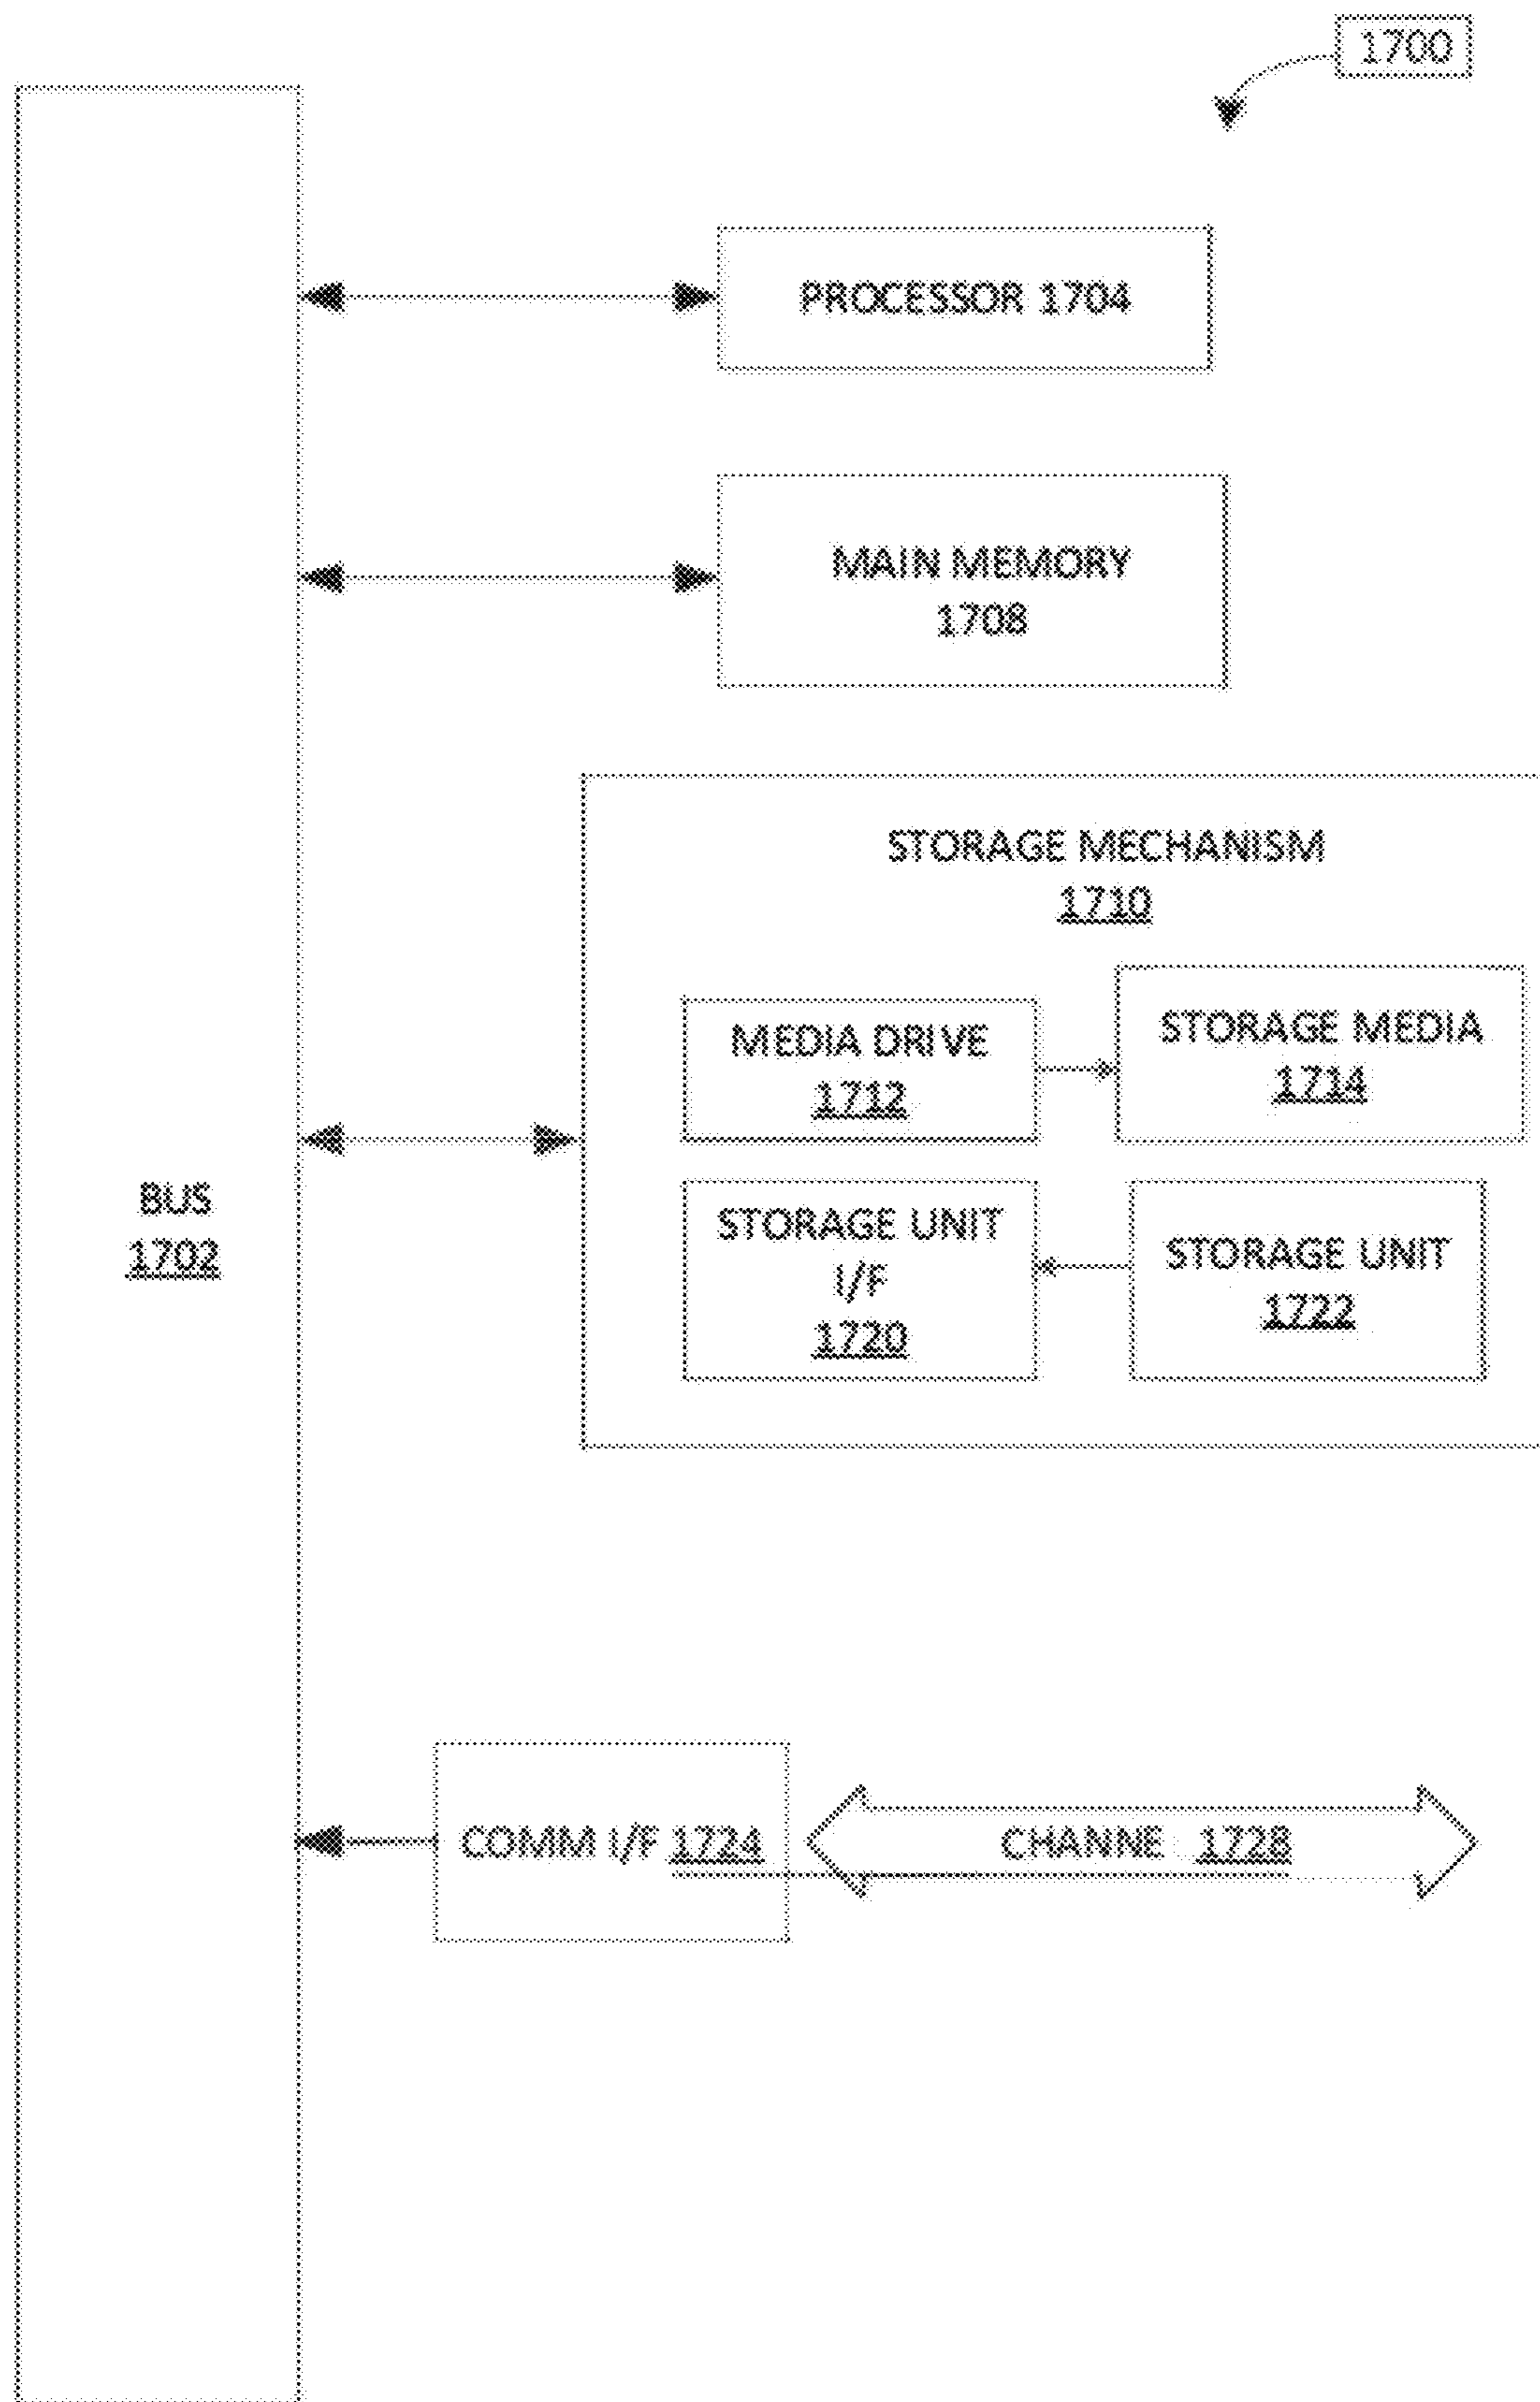 1700
PROCESSOR 1704
MAIN MEMORY
1708
STORAGE MECHANISM
1710
MEDIA DRIVE
1712
STORAGE MEDIA
1714
BUS
1702
STORAGE UNIT
I/F
1720
STORAGE UNIT
1722
COMM I/F 1724
CHANNE 1728